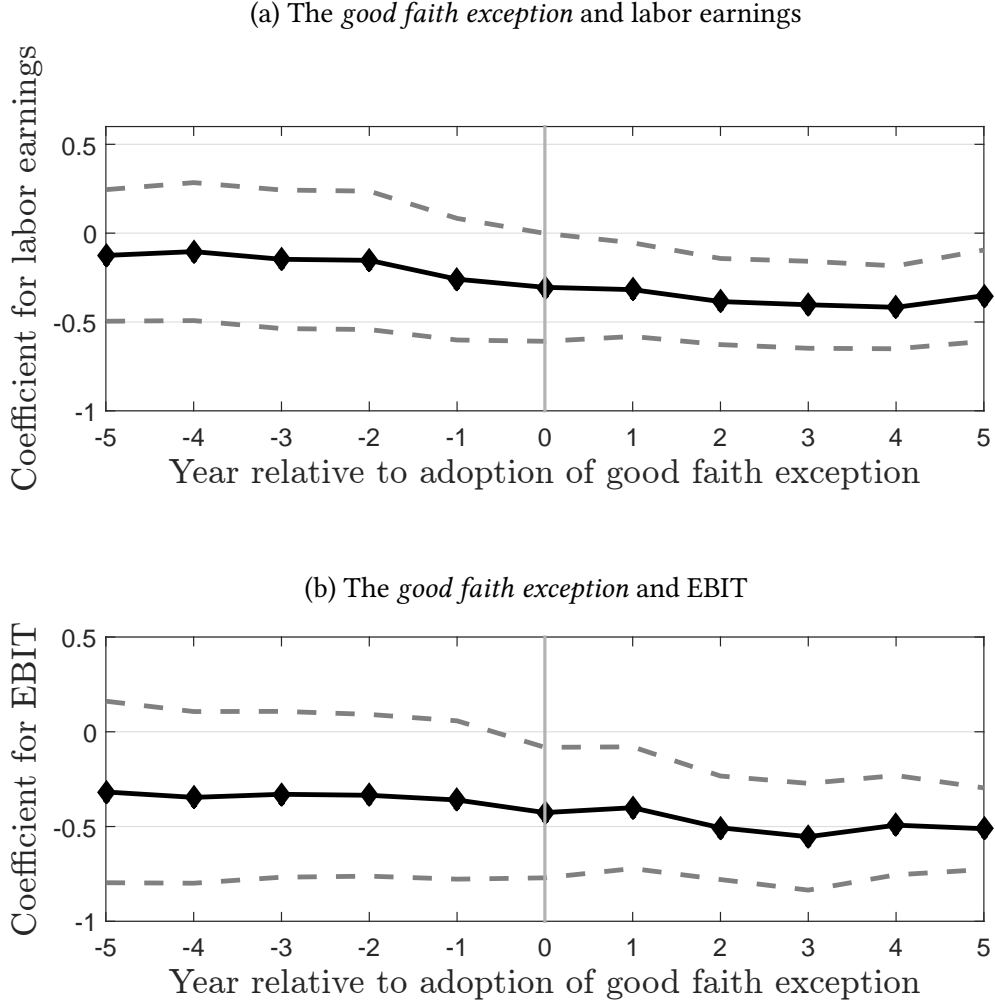 (a) The good faith exception and labor earnings
Coefficient for labor earnings
0.5
0
-0.5
-1
-5 -4 -3 -2 -1 0 1 2 3 4 5
Year relative to adoption of good faith exception
(b) The good faith exception and EBIT
Coefficient for EBIT
0.5
0
-0.5
-1
-5 -4 -3 -2 -1 0 1 2 3 4 5
Year relative to adoption of good faith exception